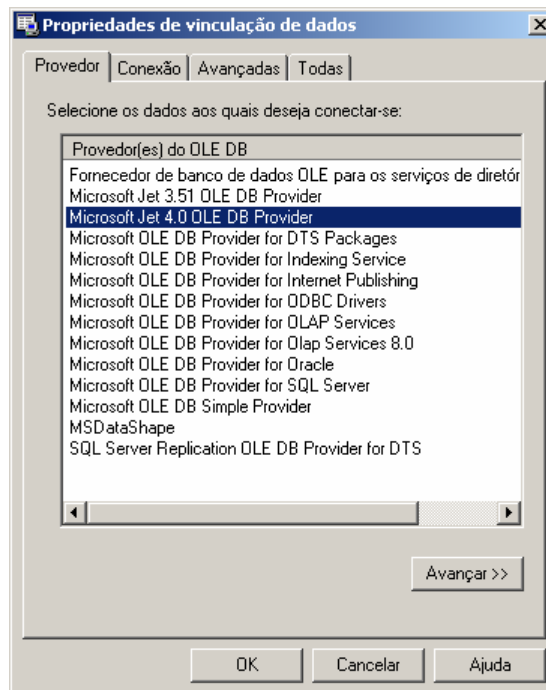 Propriedades de vinculação de dados
Provedor Conexão Avançadas Todas
Selecione os dados aos quais deseja conectar-se:
Provedor(es) do OLE DB
Fornecedor de banco de dados OLE para os serviços de diretór
Microsoft Jet 3.51 OLE DB Provider
Microsoft Jet 4.0 OLE DB Provider
Microsoft OLE DB Provider for DTS Packages
Microsoft OLE DB Provider for Indexing Service
Microsoft OLE DB Provider for Internet Publishing
Microsoft OLE DB Provider for ODBC Drivers
Microsoft OLE DB Provider for OLAP Services
Microsoft OLE DB Provider for Olap Services 8.0
Microsoft OLE DB Provider for Oracle
Microsoft OLE DB Provider for SQL Server
Microsoft OLE DB Simple Provider
MSDataShape
SQL Server Replication OLE DB Provider for DTS
Avançar >>
OK Cancelar Ajuda